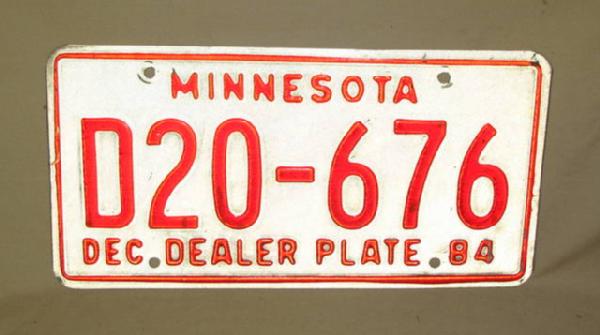 MINNESOTA
D20-676
DEC DEALER PLATE 84